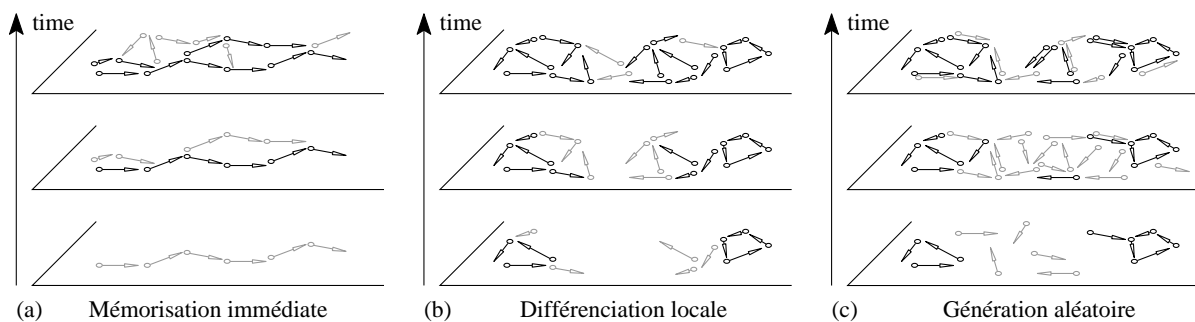 time
time
time
(a) Mémorisation immédiate
(b) Différenciation locale
(c) Génération aléatoire